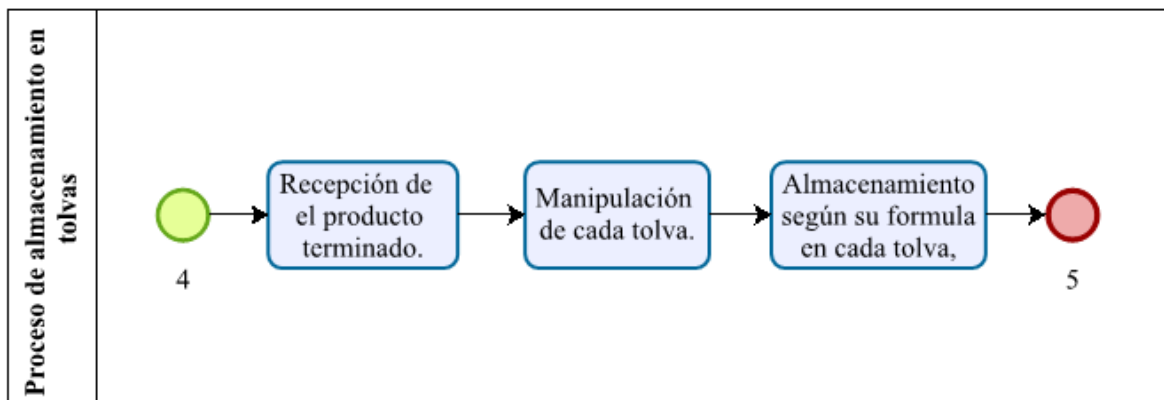 Proceso de almacenamiento en
tolvas
4
Recepción de
el producto
terminado.
Manipulación
de cada tolva.
Almacenamiento
según su formula
en cada tolva,
5